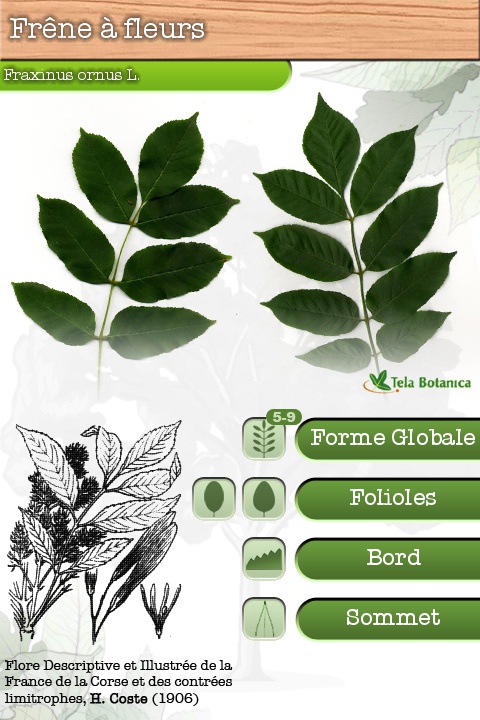 Frêne à fleurs
Fraxinus ornus L.
Tela Botanica
5-9
Forme Globale
Folioles
Bord
Sommet
Flore Descriptive et Illustrée de la
France de la Corse et des contrées
limitrophes, H. Coste (1906)